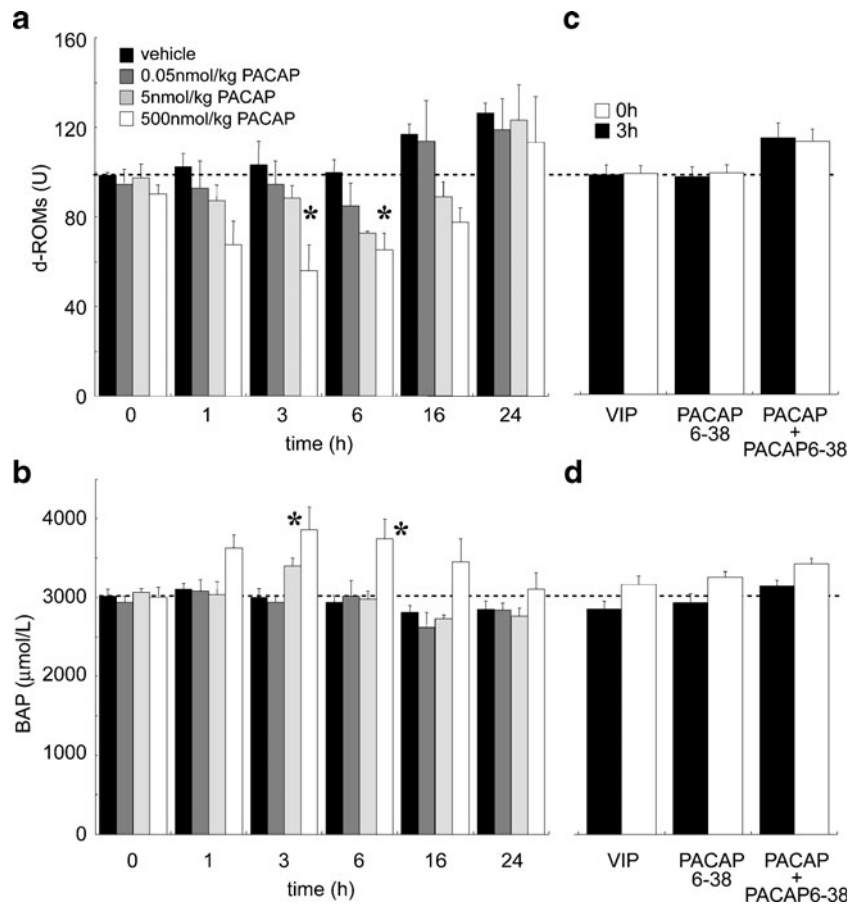 a
160
120
80
40
0
d-ROMs (U)
vehicle
0.05nmol/kg PACAP
5nmol/kg PACAP
500nmol/kg PACAP
*
*
0 1 3 6 16 24
time (h)
c
0h
3h
VIP
PACAP
6-38
PACAP
+
PACAP6-38
b
4000
3000
2000
1000
0
BAP (μmol/L)
*
*
0 1 3 6 16 24
time (h)
d
VIP
PACAP
6-38
PACAP
+
PACAP6-38